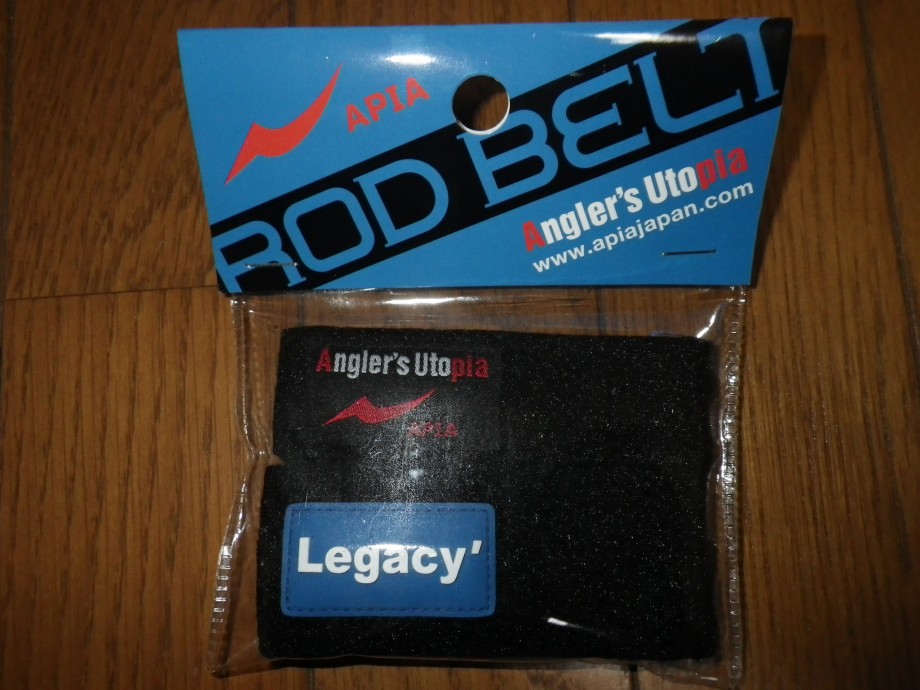 APIA
ROD BELT
Angler's Utopia
www.apiajapan.com
Angler's Utopia
APIA
Legacy'